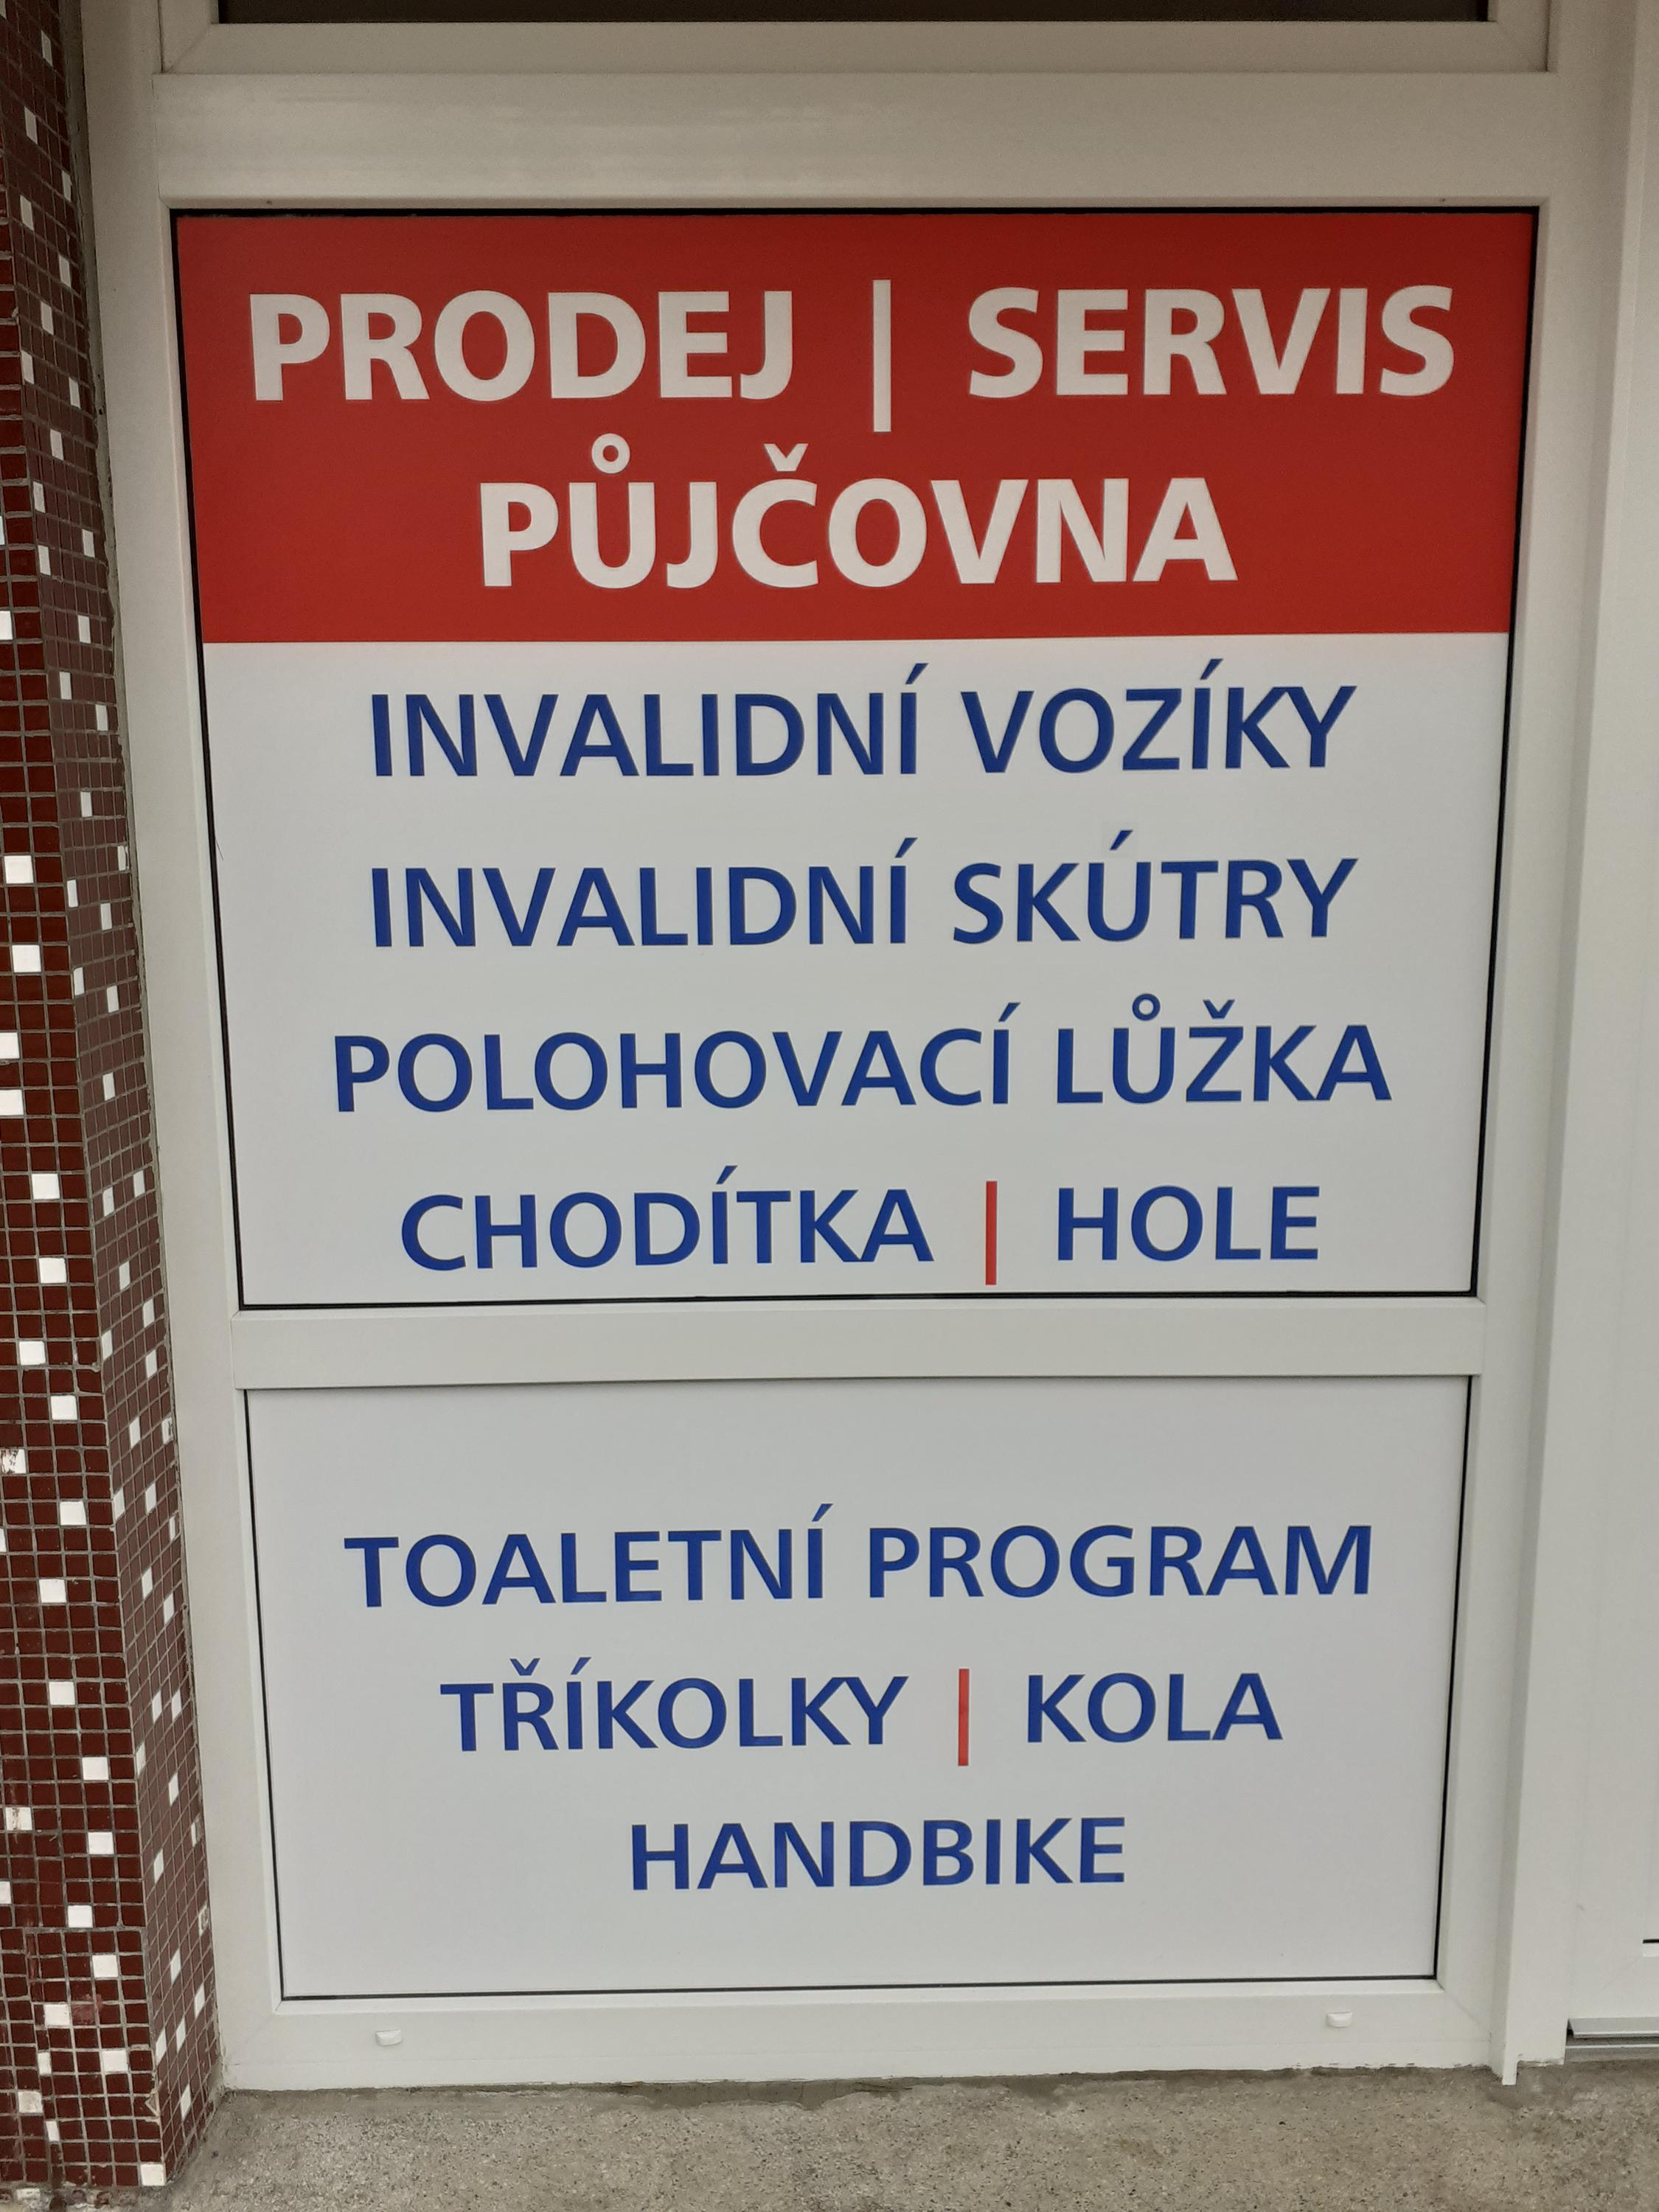 PRODEJ | SERVIS
PŮJČOVNA
INVALIDNÍ VOZÍKY
INVALIDNÍ SKÚTRY
POLOHOVACÍ LŮŽKA
CHODÍTKA | HOLE
TOALETNÍ PROGRAM
TŘÍKOLKY | KOLA
HANDBIKE